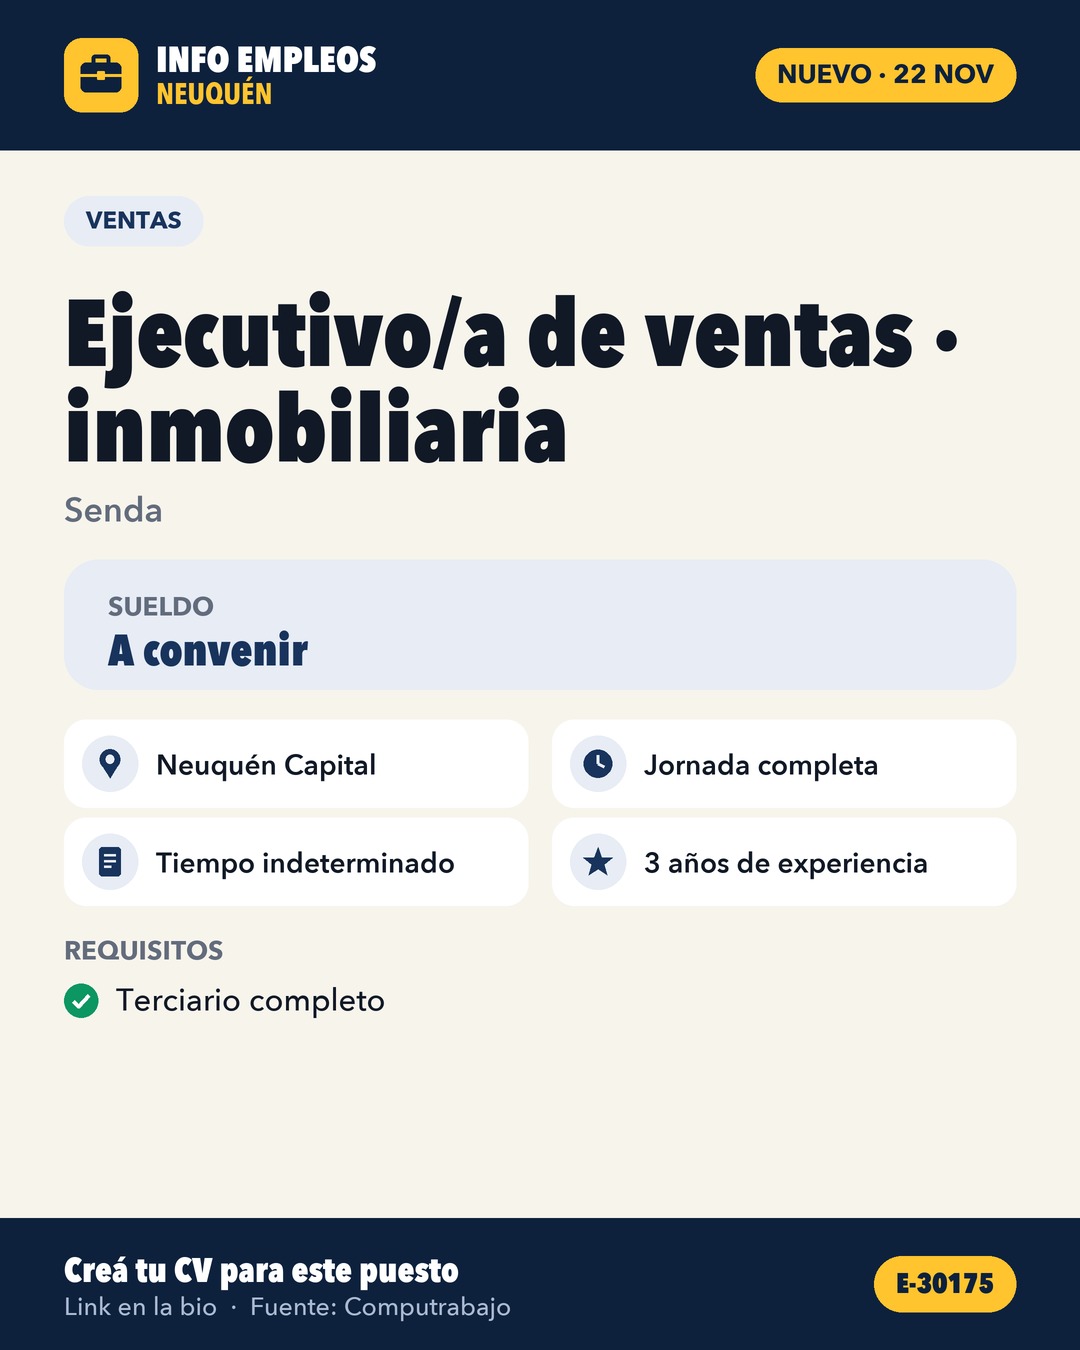 INFO EMPLEOS
NEUQUÉN
NUEVO · 22 NOV
VENTAS
Ejecutivo/a de ventas ·
inmobiliaria
Senda
SUELDO
A convenir
Neuquén Capital
Jornada completa
Tiempo indeterminado
3 años de experiencia
REQUISITOS
Terciario completo
Creá tu CV para este puesto
Link en la bio · Fuente: Computrabajo
E-30175